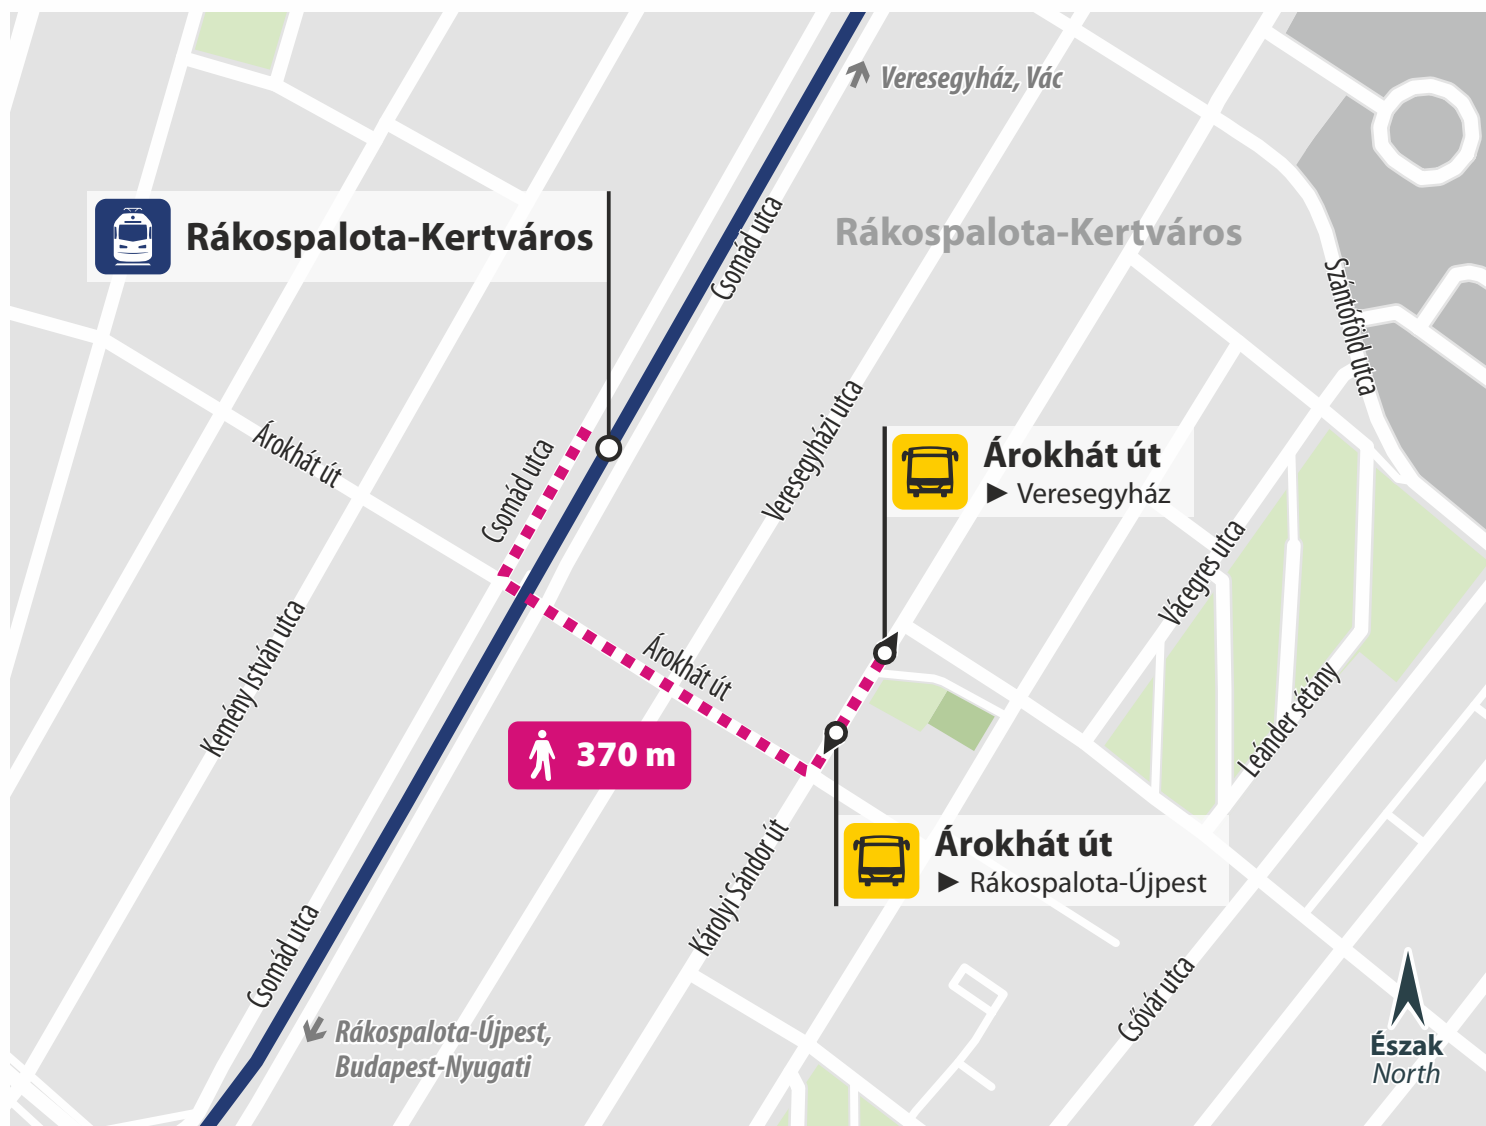 Veresegyház, Vác
Rákospalota-Kertváros
Rákospalota-Kertváros
Csomád utca
Szántóföld utca
Árokhát út
Csomád utca
Veresegyházi utca
Árokhát út
► Veresegyház
Vácegres utca
Kemény István utca
Árokhát út
Leánder sétány
370 m
Károlyi Sándor út
Árokhát út
► Rákospalota-Újpest
Csomád utca
Csővár utca
Rákospalota-Újpest,
Budapest-Nyugati
Észak
North